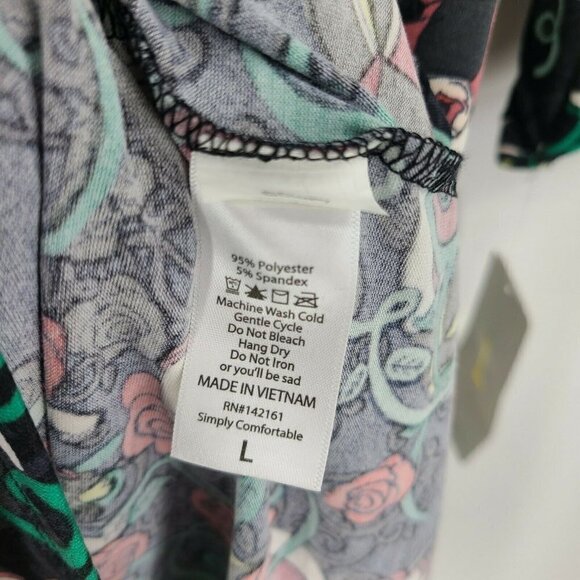 95% Polyester
5% Spandex
Machine Wash Cold
Gentle Cycle
Do Not Bleach
Hang Dry
Do Not Iron
or you'll be sad
MADE IN VIETNAM
RN#142161
Simply Comfortable
L